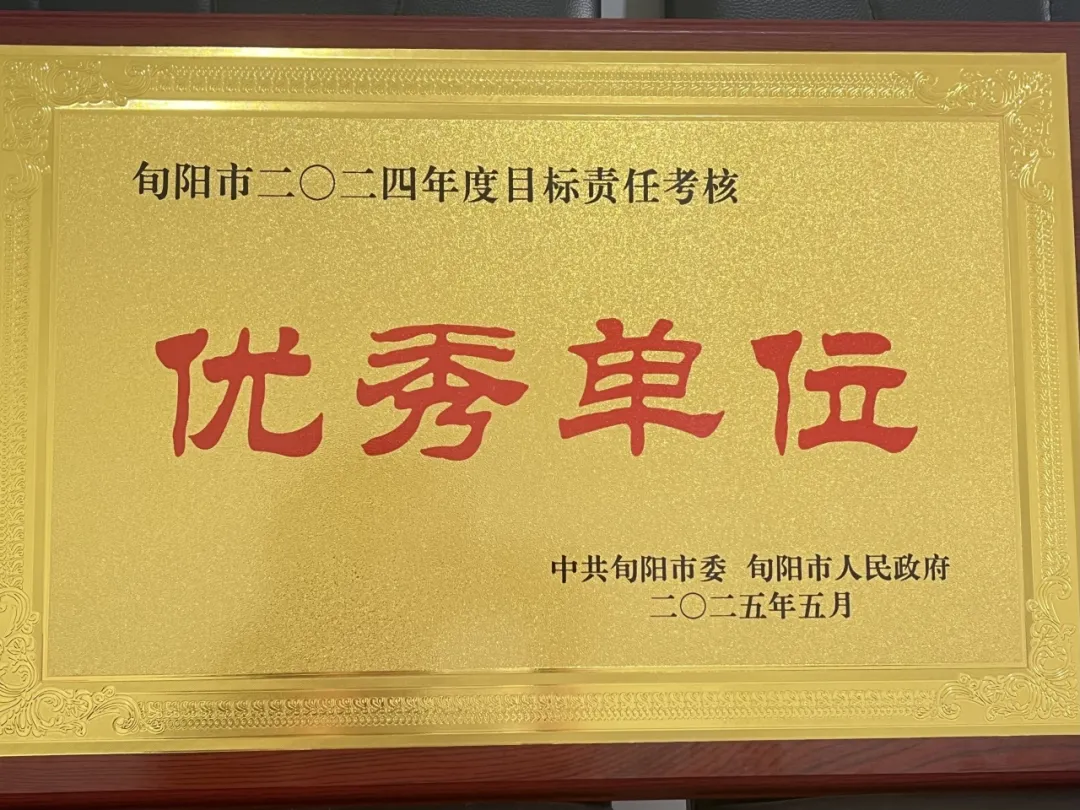 旬阳市二〇二四年度目标责任考核
优秀单位
中共旬阳市委 旬阳市人民政府
二〇二五年五月